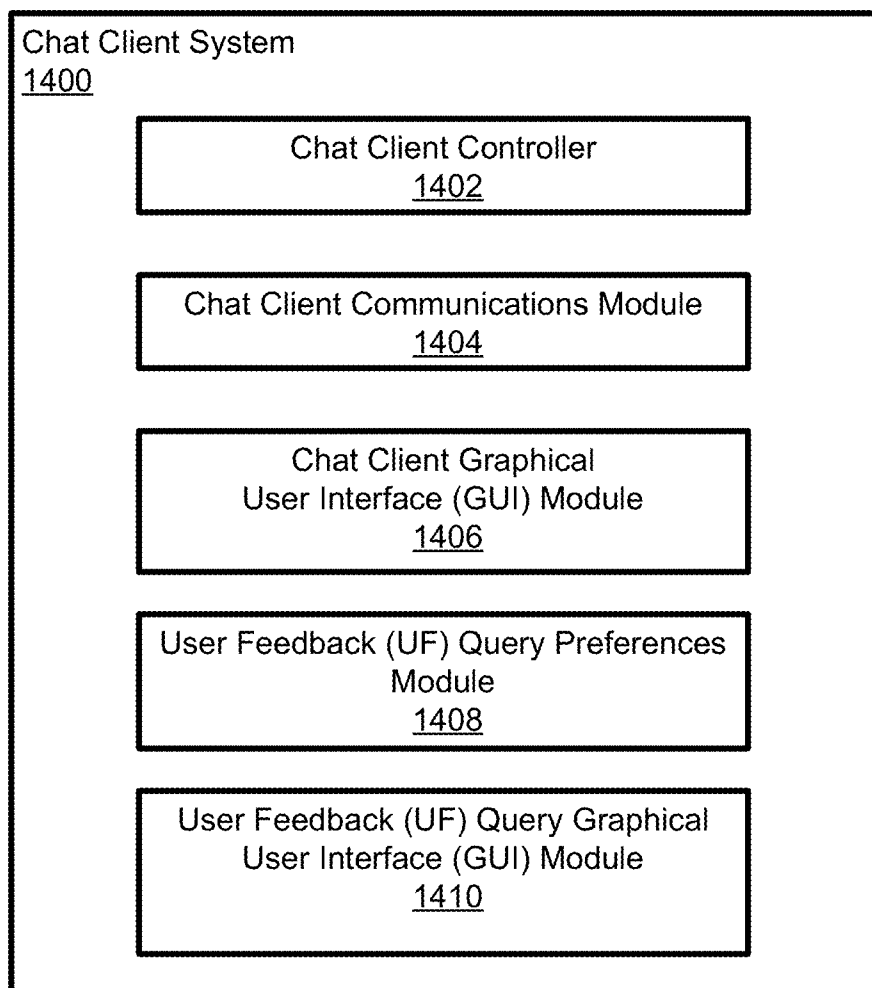 Chat Client System
1400
Chat Client Controller
1402
Chat Client Communications Module
1404
Chat Client Graphical
User Interface (GUI) Module
1406
User Feedback (UF) Query Preferences
Module
1408
User Feedback (UF) Query Graphical
User Interface (GUI) Module
1410